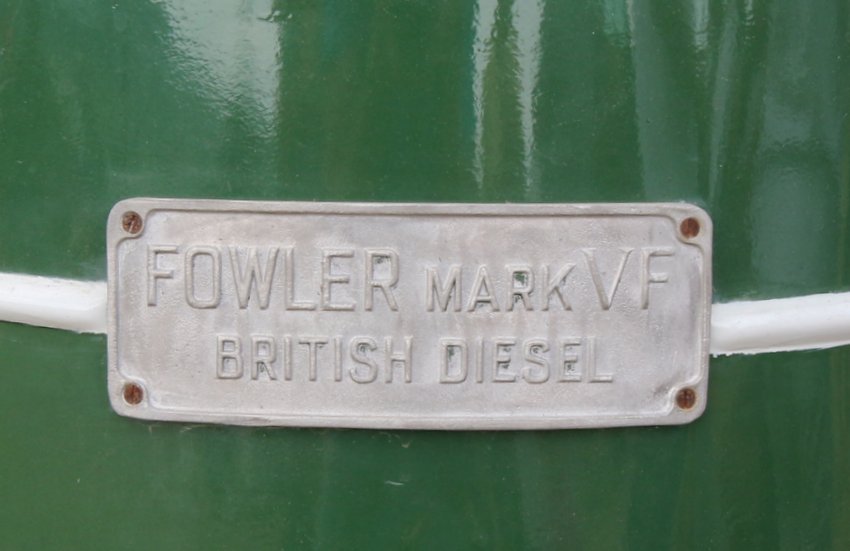 FOWLER MARK VF
BRITISH DIESEL